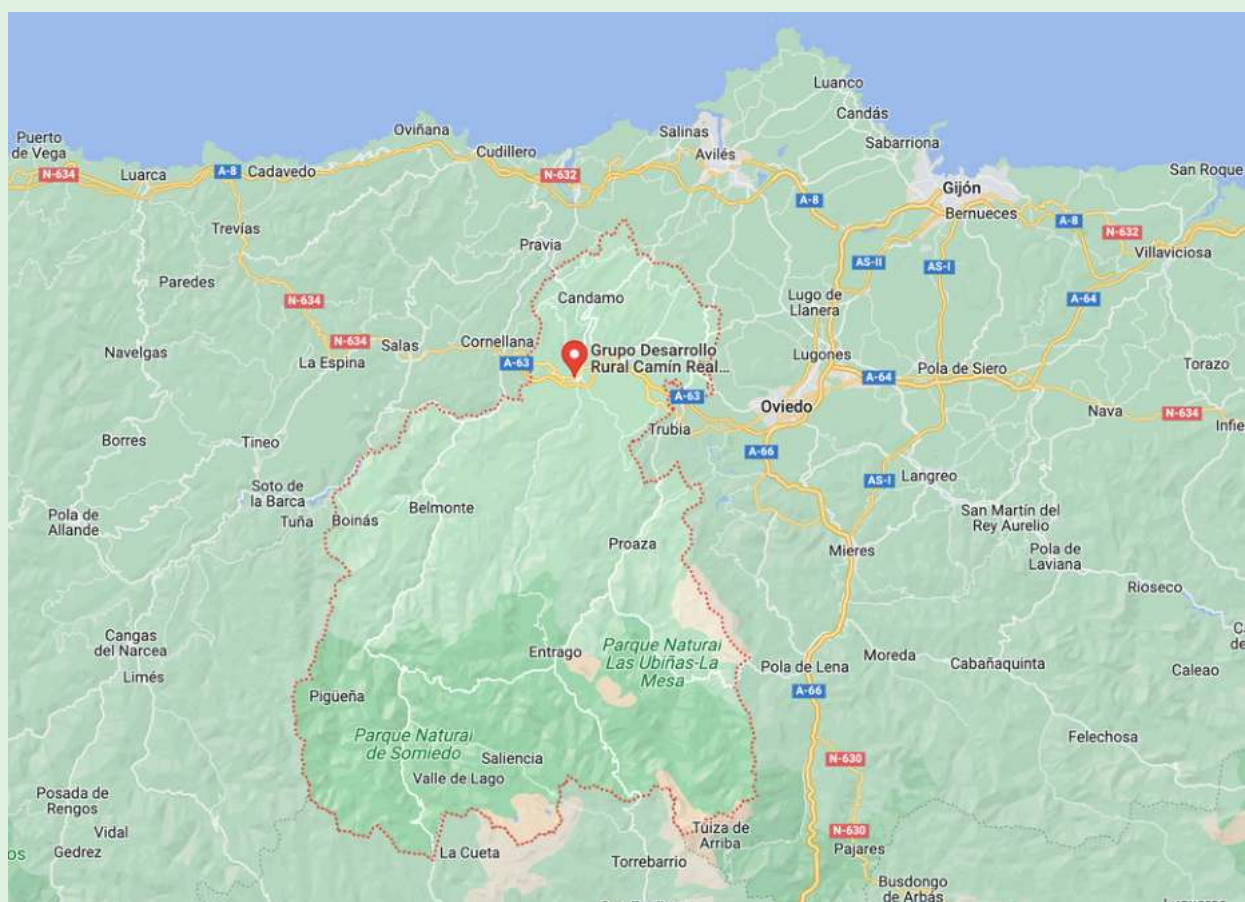 Luanco
Candás
Salinas
Sabarriona
Oviñana
Puerto
de Vega
Cudillero
Avilés
San Roque
N-634
Luarca
A-8
Cadavedo
N-632
Gijón
A-8
Bernueces
A-8
N-632
Trevías
Pravia
Villaviciosa
AS-II
AS-I
Paredes
Candamo
Lugo de
Llanera
A-64
N-634
N-634
Cornellana
Salas
Navelgas
La Espina
A-63
Grupo Desarrollo
Rural Camín Real...
Lugones
Pola de Siero
Torazo
A-64
A-63
Oviedo
Nava
N-634
Infie
Trubia
Borres
Tineo
A-66
Soto de
la Barca
Langreo
AS-I
Pola de
Allande
Tuña
Boinás
Belmonte
San Martín del
Rey Aurelio
Proaza
Mieres
Pola de
Laviana
Rioseco
Cangas
del Narcea
Limés
Entrago
Parque Natural
Las Ubiñas-La
Mesa
Pola de Lena
Moreda
Cabañaquinta
Caleao
A-66
Pigüeña
Parque Natural
de Somiedo
Saliencia
Valle de Lago
N-630
Felechosa
Posada de
Rengos
Vidal
Gedrez
os
La Cueta
Torrebarrio
Tuiza de
Arriba
N-630
Pajares
Busdongo
de Arbás